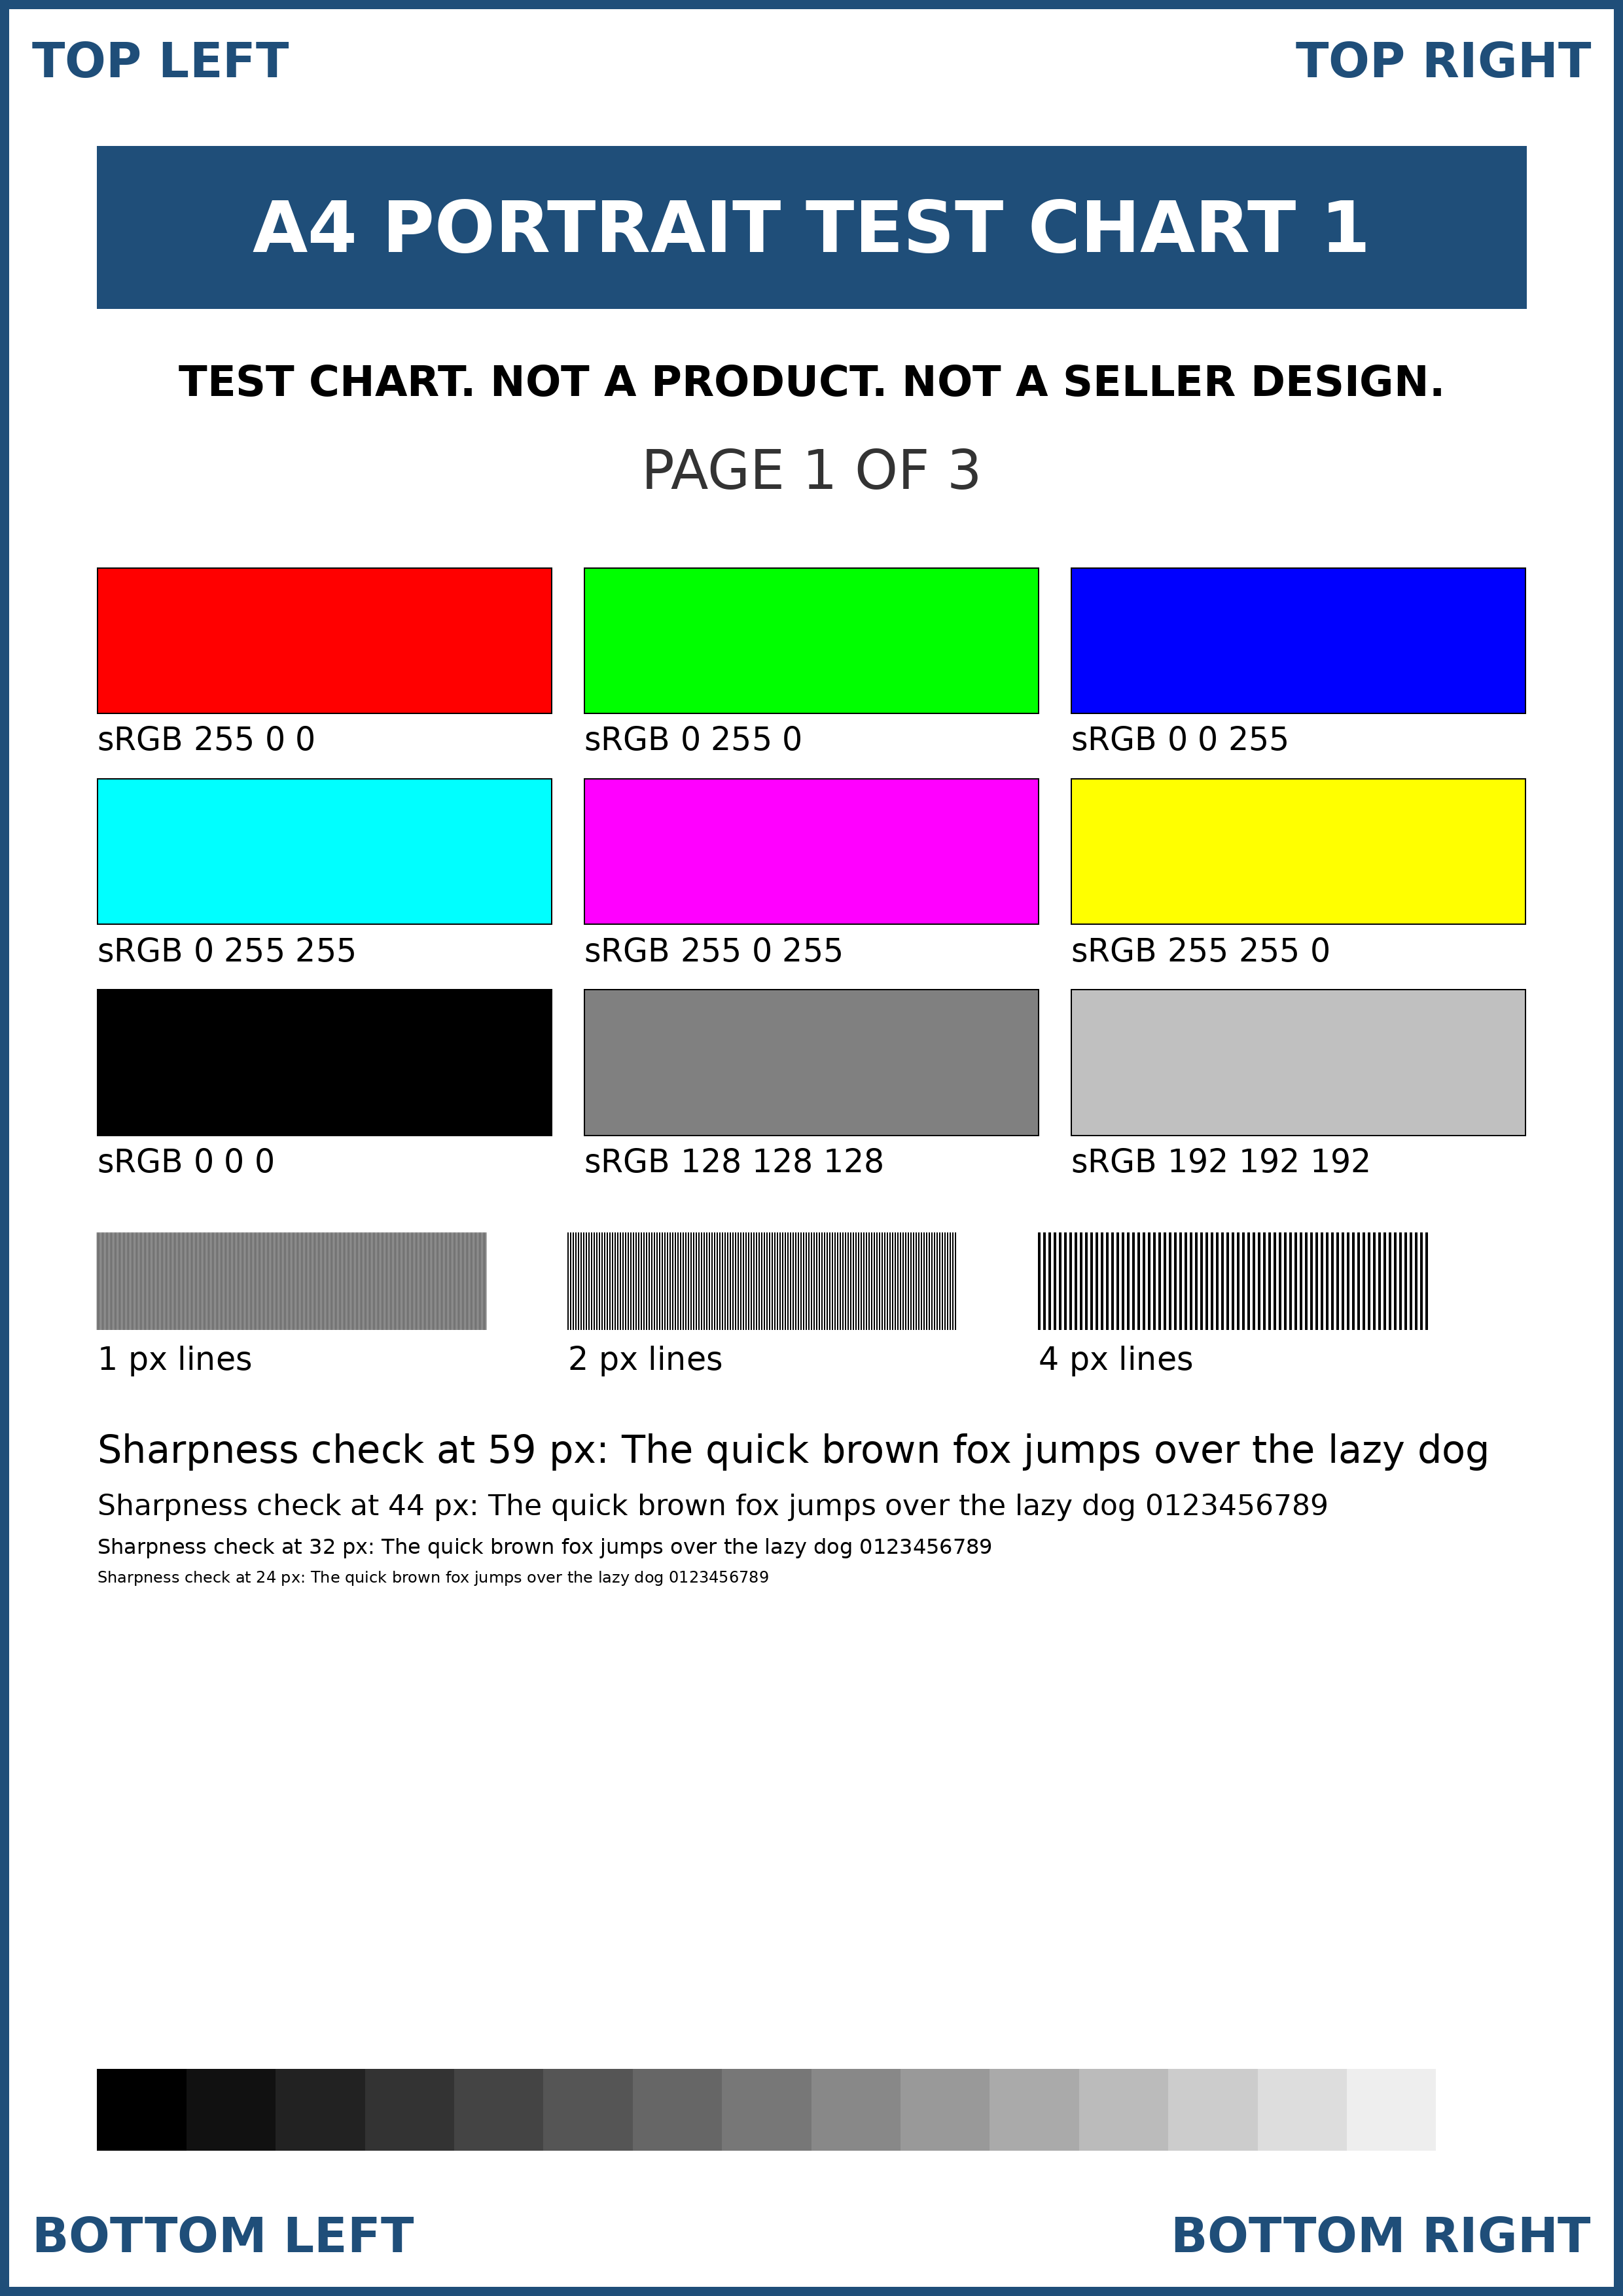 TOP LEFT
TOP RIGHT
A4 PORTRAIT TEST CHART 1
TEST CHART. NOT A PRODUCT. NOT A SELLER DESIGN.
PAGE 1 OF 3
sRGB 255 0 0
sRGB 0 255 0
sRGB 0 0 255
sRGB 0 255 255
sRGB 255 0 255
sRGB 255 255 0
sRGB 0 0 0
sRGB 128 128 128
sRGB 192 192 192
1 px lines
2 px lines
4 px lines
Sharpness check at 59 px: The quick brown fox jumps over the lazy dog
Sharpness check at 44 px: The quick brown fox jumps over the lazy dog 0123456789
Sharpness check at 32 px: The quick brown fox jumps over the lazy dog 0123456789
Sharpness check at 24 px: The quick brown fox jumps over the lazy dog 0123456789
BOTTOM LEFT
BOTTOM RIGHT